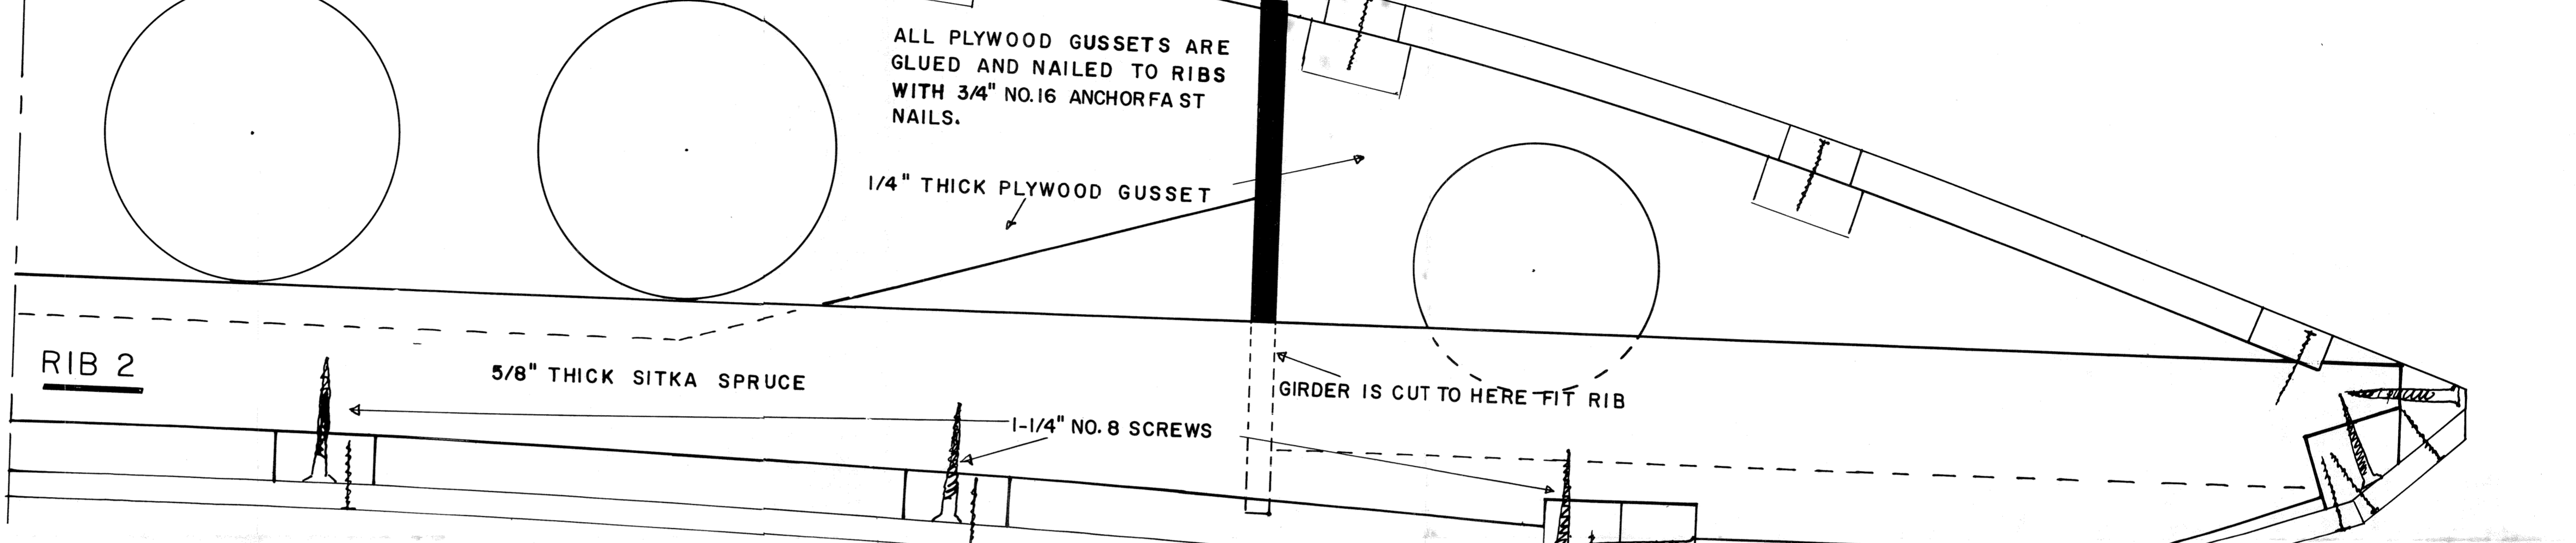 ALL PLYWOOD GUSSETS ARE
GLUED AND NAILED TO RIBS
WITH 3/4" NO.16 ANCHORFAST
NAILS.
1/4" THICK PLYWOOD GUSSET
RIB 2
5/8" THICK SITKA SPRUCE
GIRDER IS CUT TO HERE FIT RIB
1-1/4" NO. 8 SCREWS